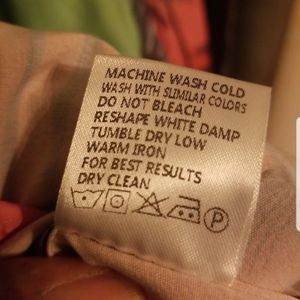 MACHINE WASH COLD
WASH WITH SLIMILAR COLORS
DO NOT BLEACH
RESHAPE WHITE DAMP
TUMBLE DRY LOW
WARM IRON
FOR BEST RESULTS
DRY CLEAN
P